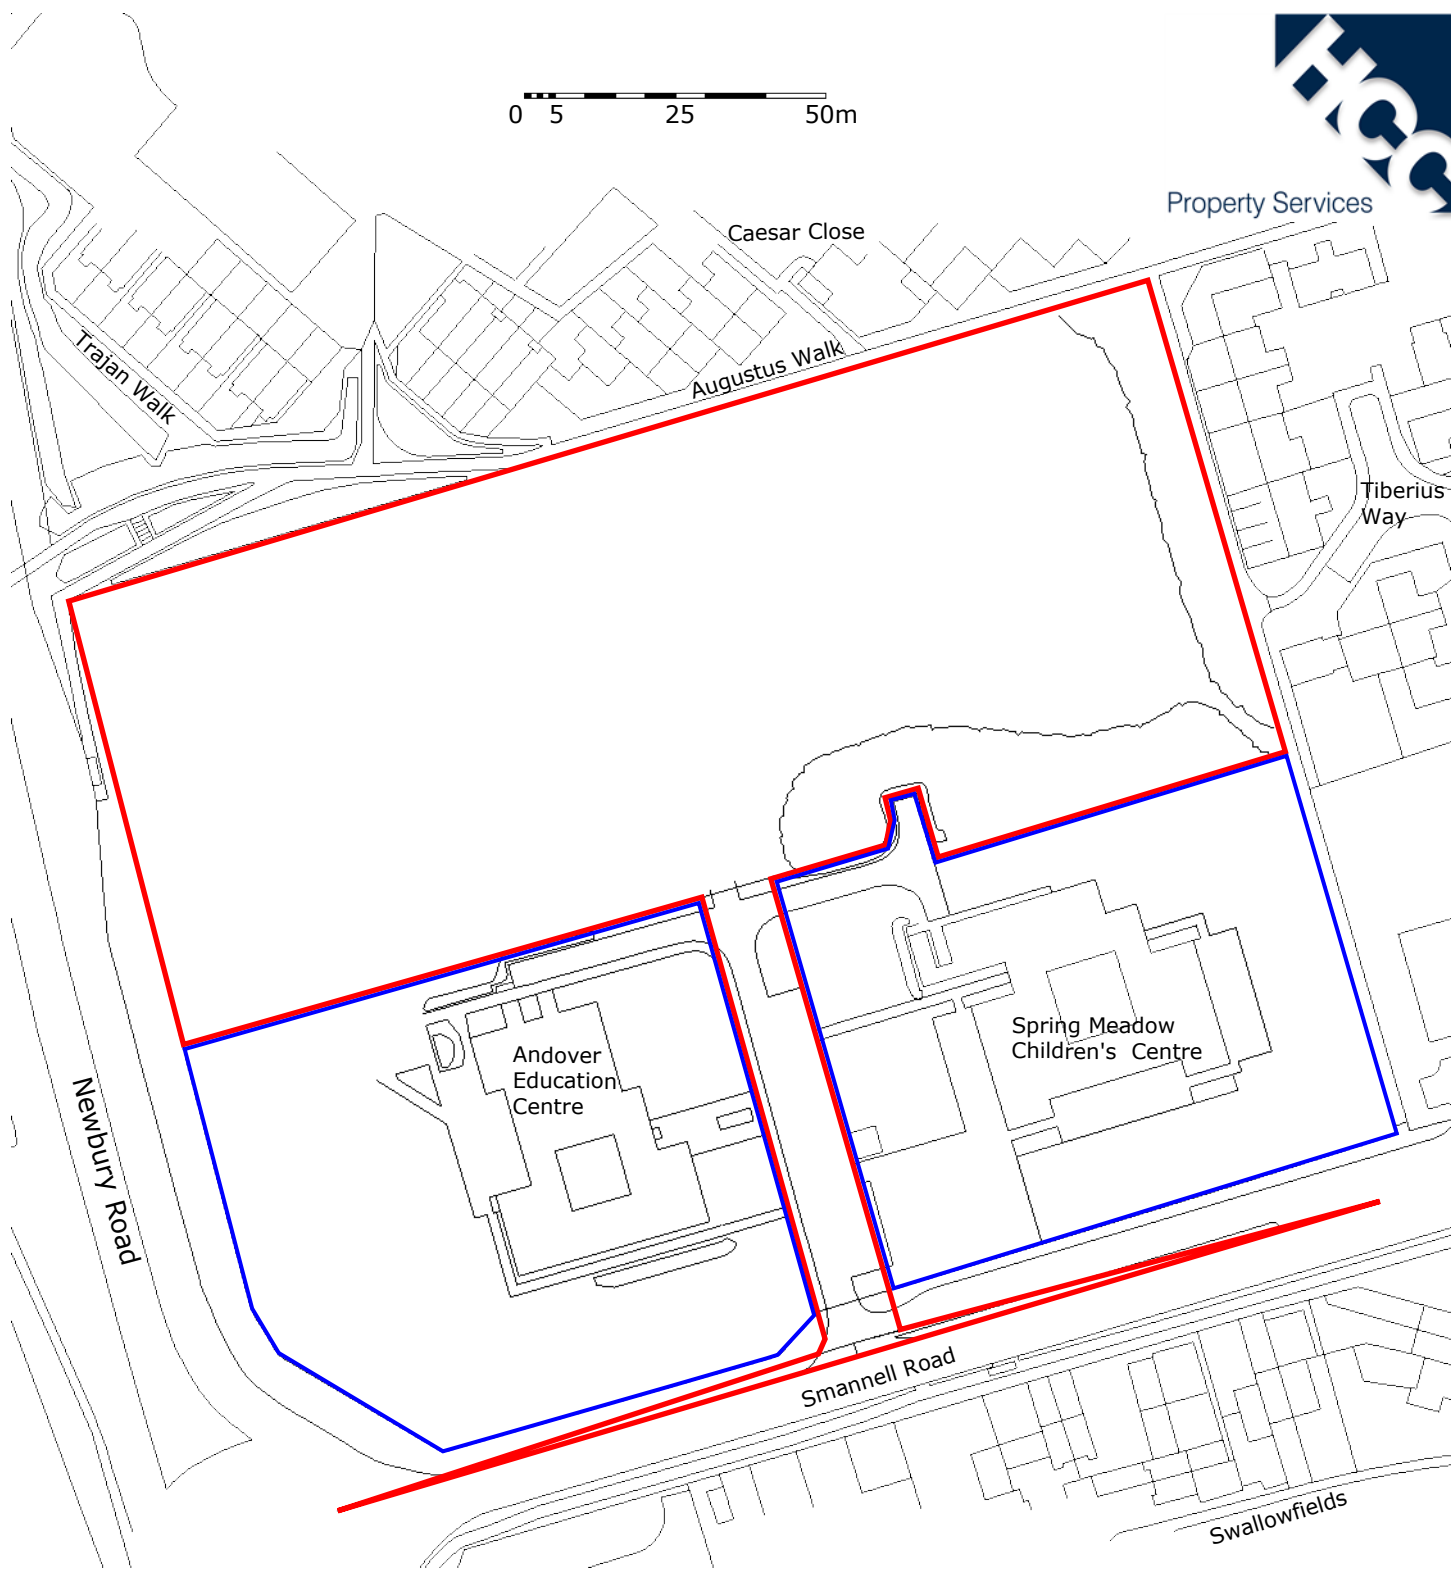 HCC
Property Services
0 5 25 50m
Caesar Close
Trajan Walk
Augustus Walk
Tiberius
Way
Andover
Education
Centre
Spring Meadow
Children's Centre
Newbury Road
Smannell Road
Swallowfields